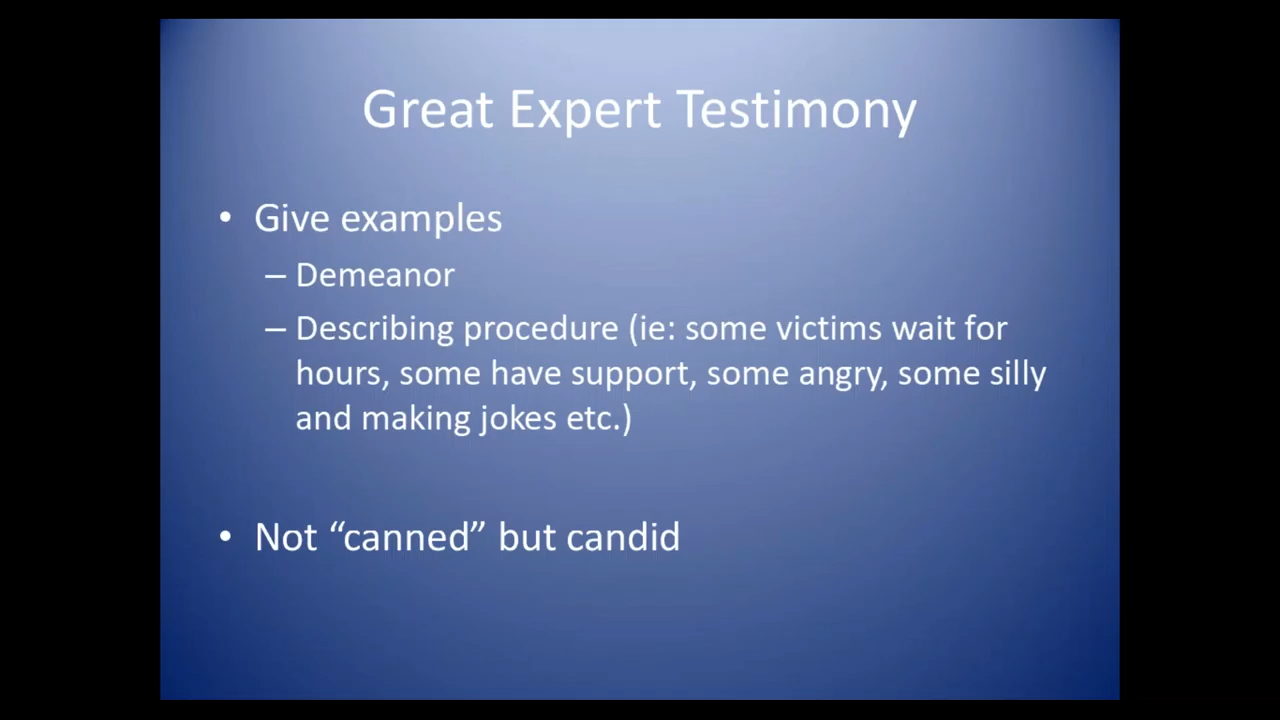 Great Expert Testimony
• Give examples
– Demeanor
– Describing procedure (ie: some victims wait for
hours, some have support, some angry, some silly
and making jokes etc.)
• Not “canned” but candid